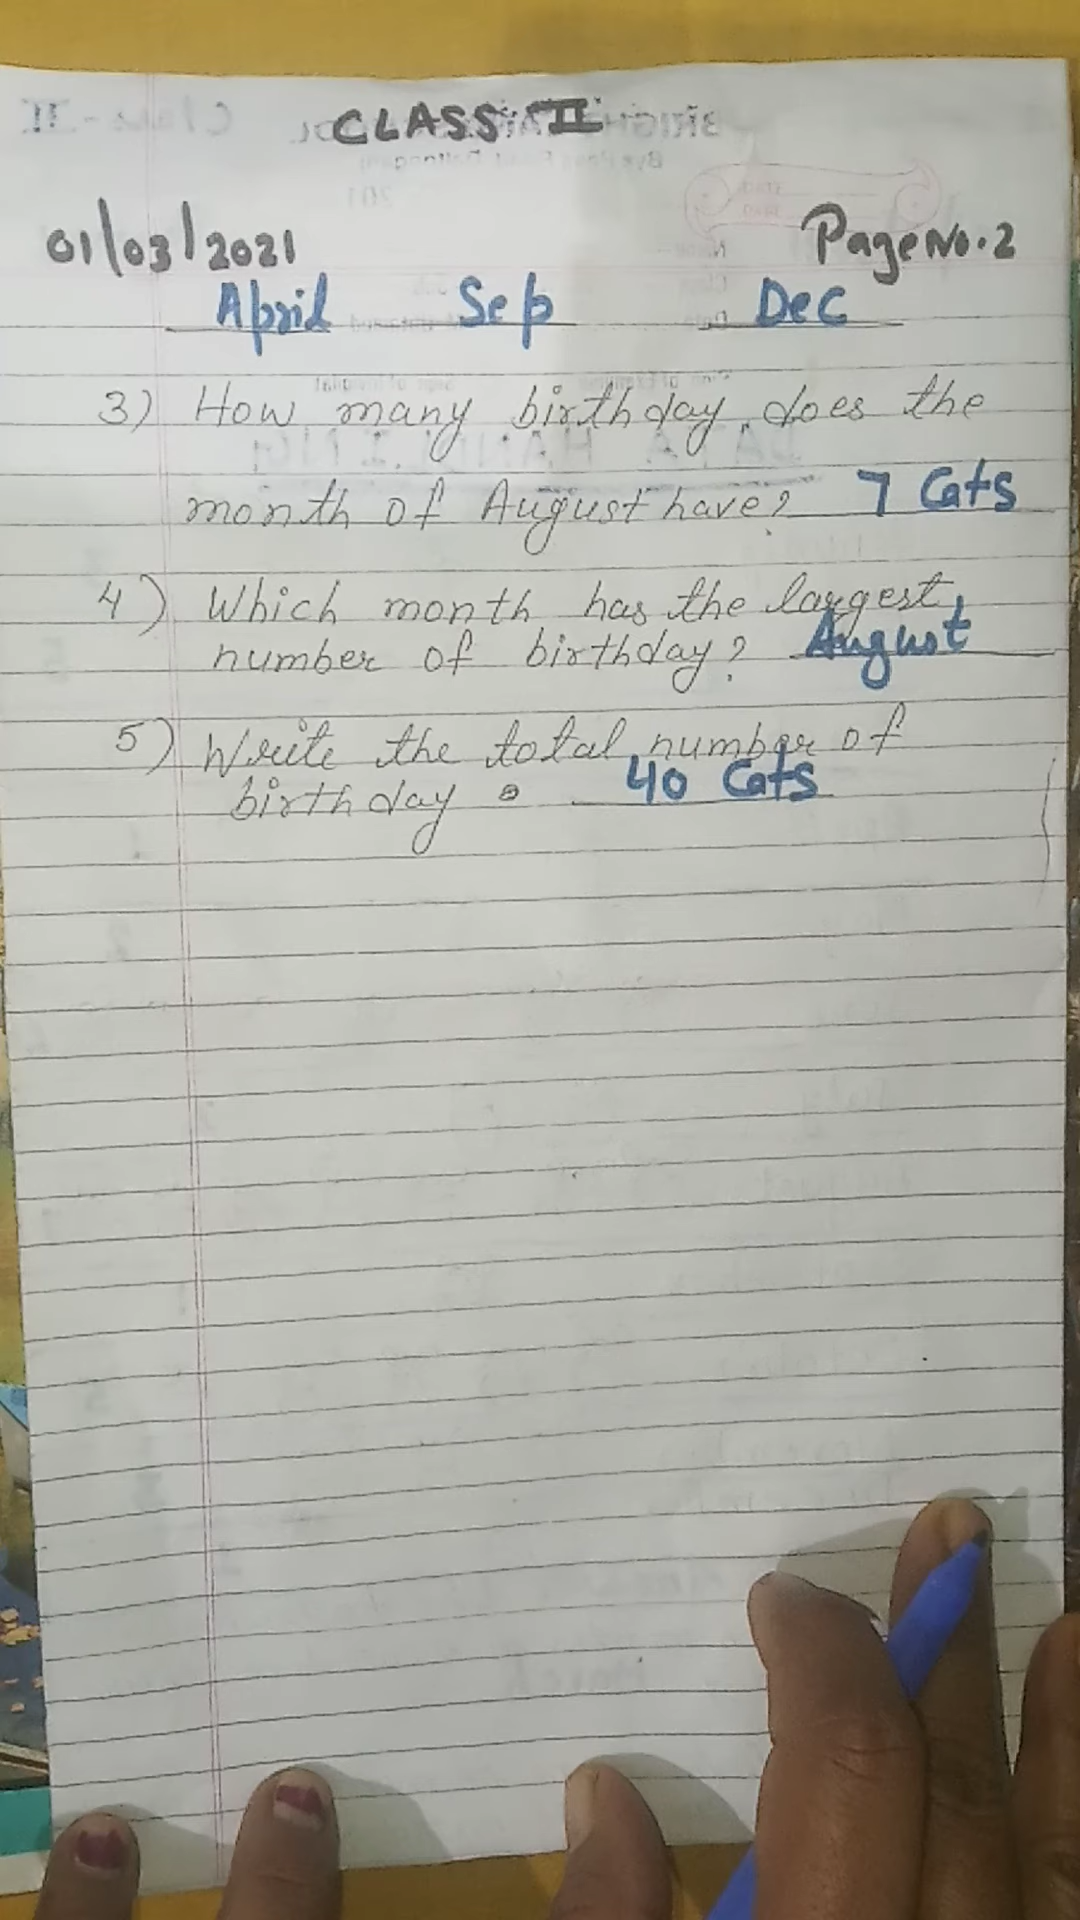 CLASS II
01/03/2021 Page No. 2
April Sep Dec
3) How many birthday does the
month of August have? 7 Cats
4) Which month has the largest
number of birthday? August
5) Write the total number of
birthday. 40 Cats